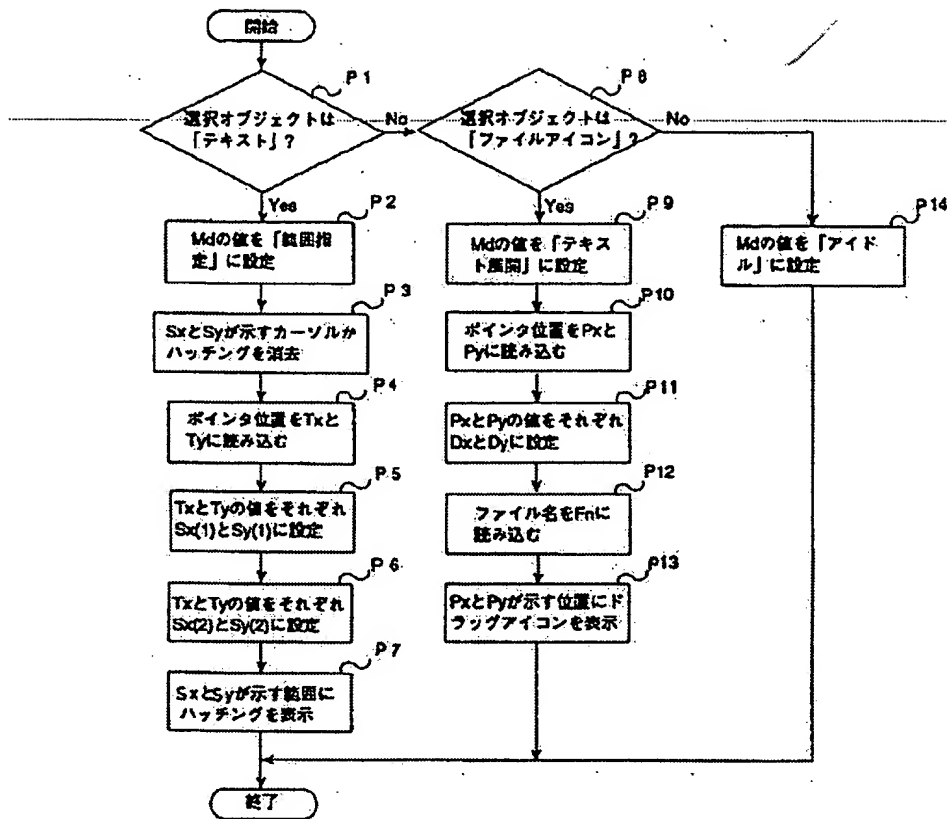 開始
P1
選択オブジェクトは
「テキスト」?
No
Yes
P2
Mdの値を「範囲指
定」に設定
P3
SxとSyが示すカーソルか
ハッチングを消去
P4
ポインタ位置をTxと
Tyに読み込む
P5
TxとTyの値をそれぞれ
Sx(1)とSy(1)に設定
P6
TxとTyの値をそれぞれ
Sx(2)とSy(2)に設定
P7
SxとSyが示す範囲に
ハッチングを表示
終了
P8
選択オブジェクトは
「ファイルアイコン」?
No
Yes
P9
Mdの値を「テキス
ト展開」に設定
P10
ポインタ位置をPxと
Pyに読み込む
P11
PxとPyの値をそれぞれ
DxとDyに設定
P12
ファイル名をFnに
読み込む
P13
PxとPyが示す位置にド
ラッグアイコンを表示
P14
Mdの値を「アイド
ル」に設定